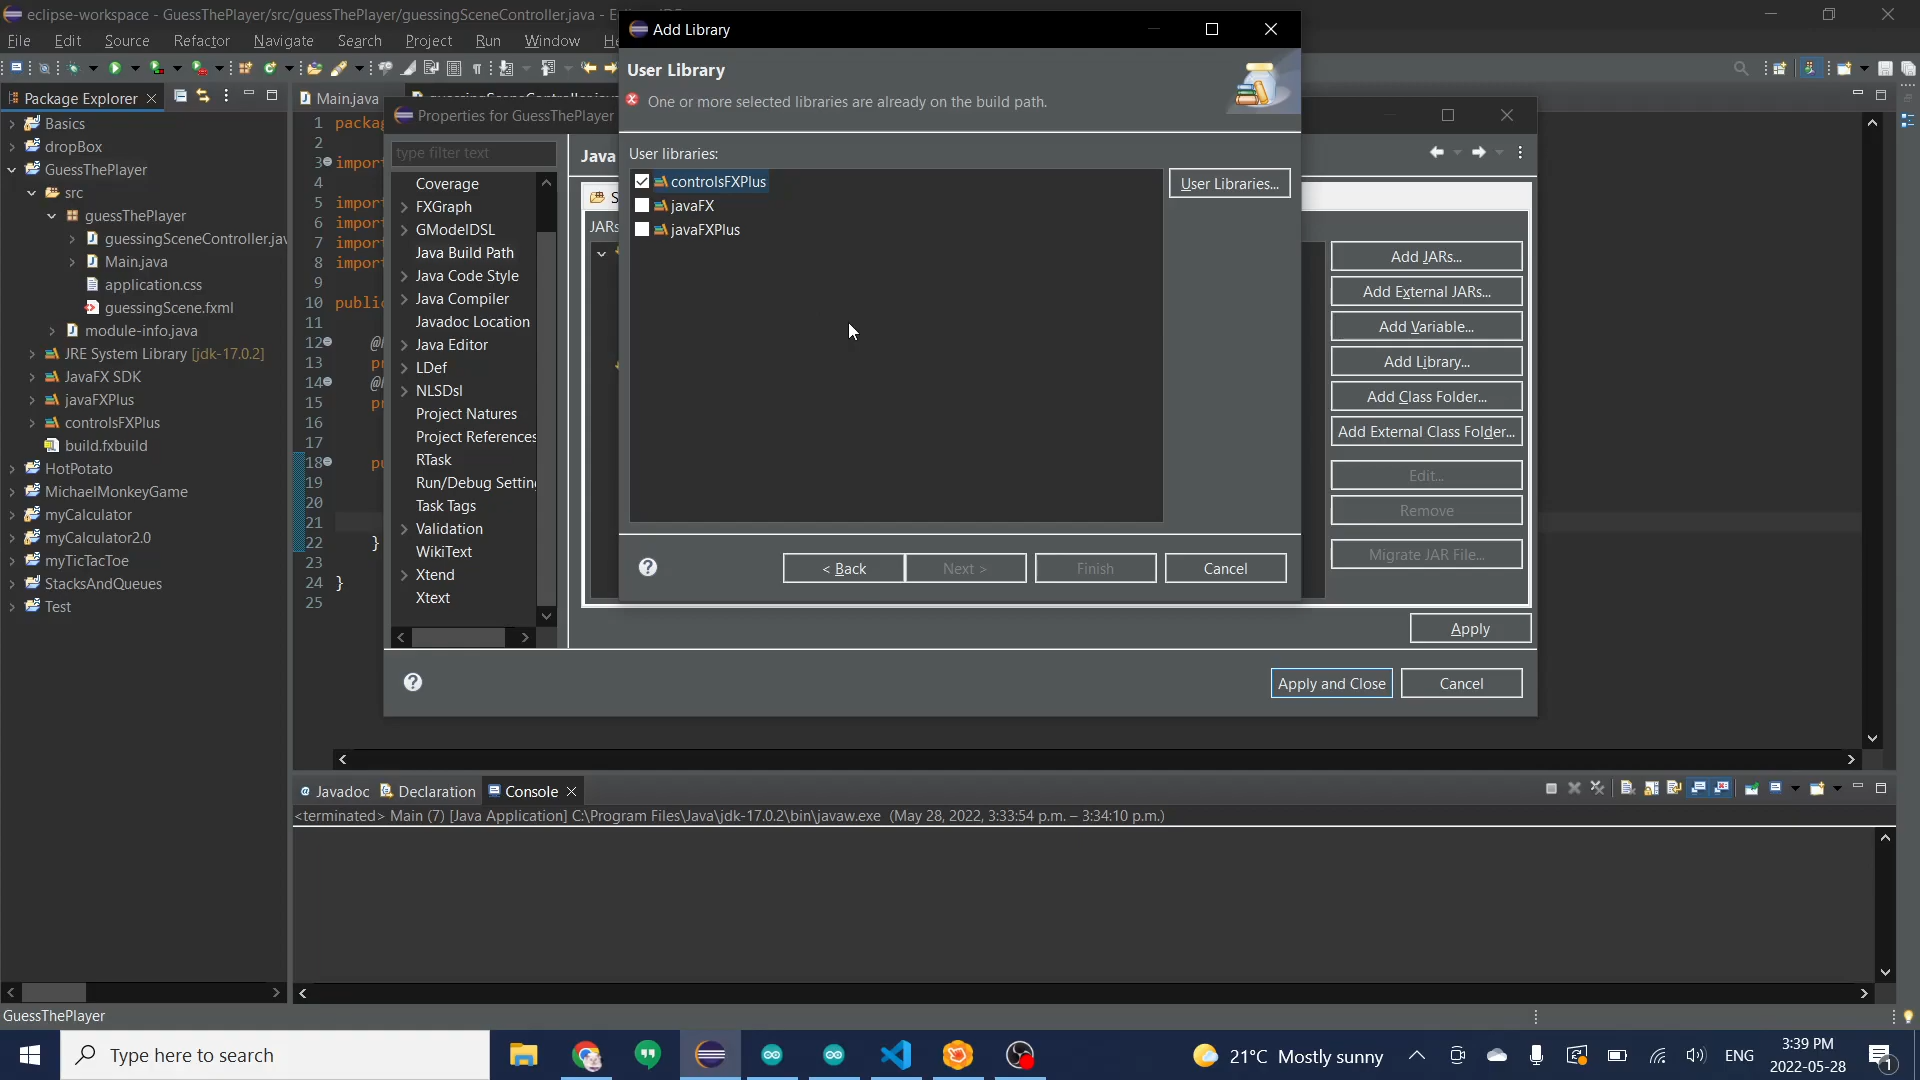 eclipse-workspace - GuessThePlayer/src/guessThePlayer/guessingSceneController.java -
File Edit Source Refactor Navigate Search Project Run Window
Package Explorer
Basics
dropBox
GuessThePlayer
src
guessThePlayer
guessingSceneController.jav
Main.java
application.css
guessingScene.fxml
module-info.java
JRE System Library [jdk-17.0.2]
JavaFX SDK
javaFXPlus
controlsFXPlus
build.fxbuild
HotPotato
MichaelMonkeyGame
myCalculator
myCalculator2.0
myTicTacToe
StacksAndQueues
Test
Main.java
1 packa
2
3 impor
4
5 impor
6 impor
7 impor
8 impor
9
10 public
11
12 @
13 pr
14 @
15 pr
16
17
18 pu
19
20
21
22 }
23
24 }
25
Properties for GuessThePlayer
type filter text
Coverage
FXGraph
GModelDSL
Java Build Path
Java Code Style
Java Compiler
Javadoc Location
Java Editor
LDef
NLSDsl
Project Natures
Project References
RTask
Run/Debug Settin
Task Tags
Validation
WikiText
Xtend
Xtext
Java
S
JARs
Add JARs...
Add External JARs...
Add Variable...
Add Library...
Add Class Folder...
Add External Class Folder...
Edit...
Remove
Migrate JAR File...
Apply
Apply and Close
Cancel
Add Library
User Library
One or more selected libraries are already on the build path.
User libraries:
controlsFXPlus
javaFX
javaFXPlus
User Libraries...
< Back
Next >
Finish
Cancel
Javadoc Declaration Console
<terminated> Main (7) [Java Application] C:\Program Files\Java\jdk-17.0.2\bin\javaw.exe (May 28, 2022, 3:33:54 p.m. – 3:34:10 p.m.)
GuessThePlayer
Type here to search
21°C Mostly sunny
ENG
3:39 PM
2022-05-28
1